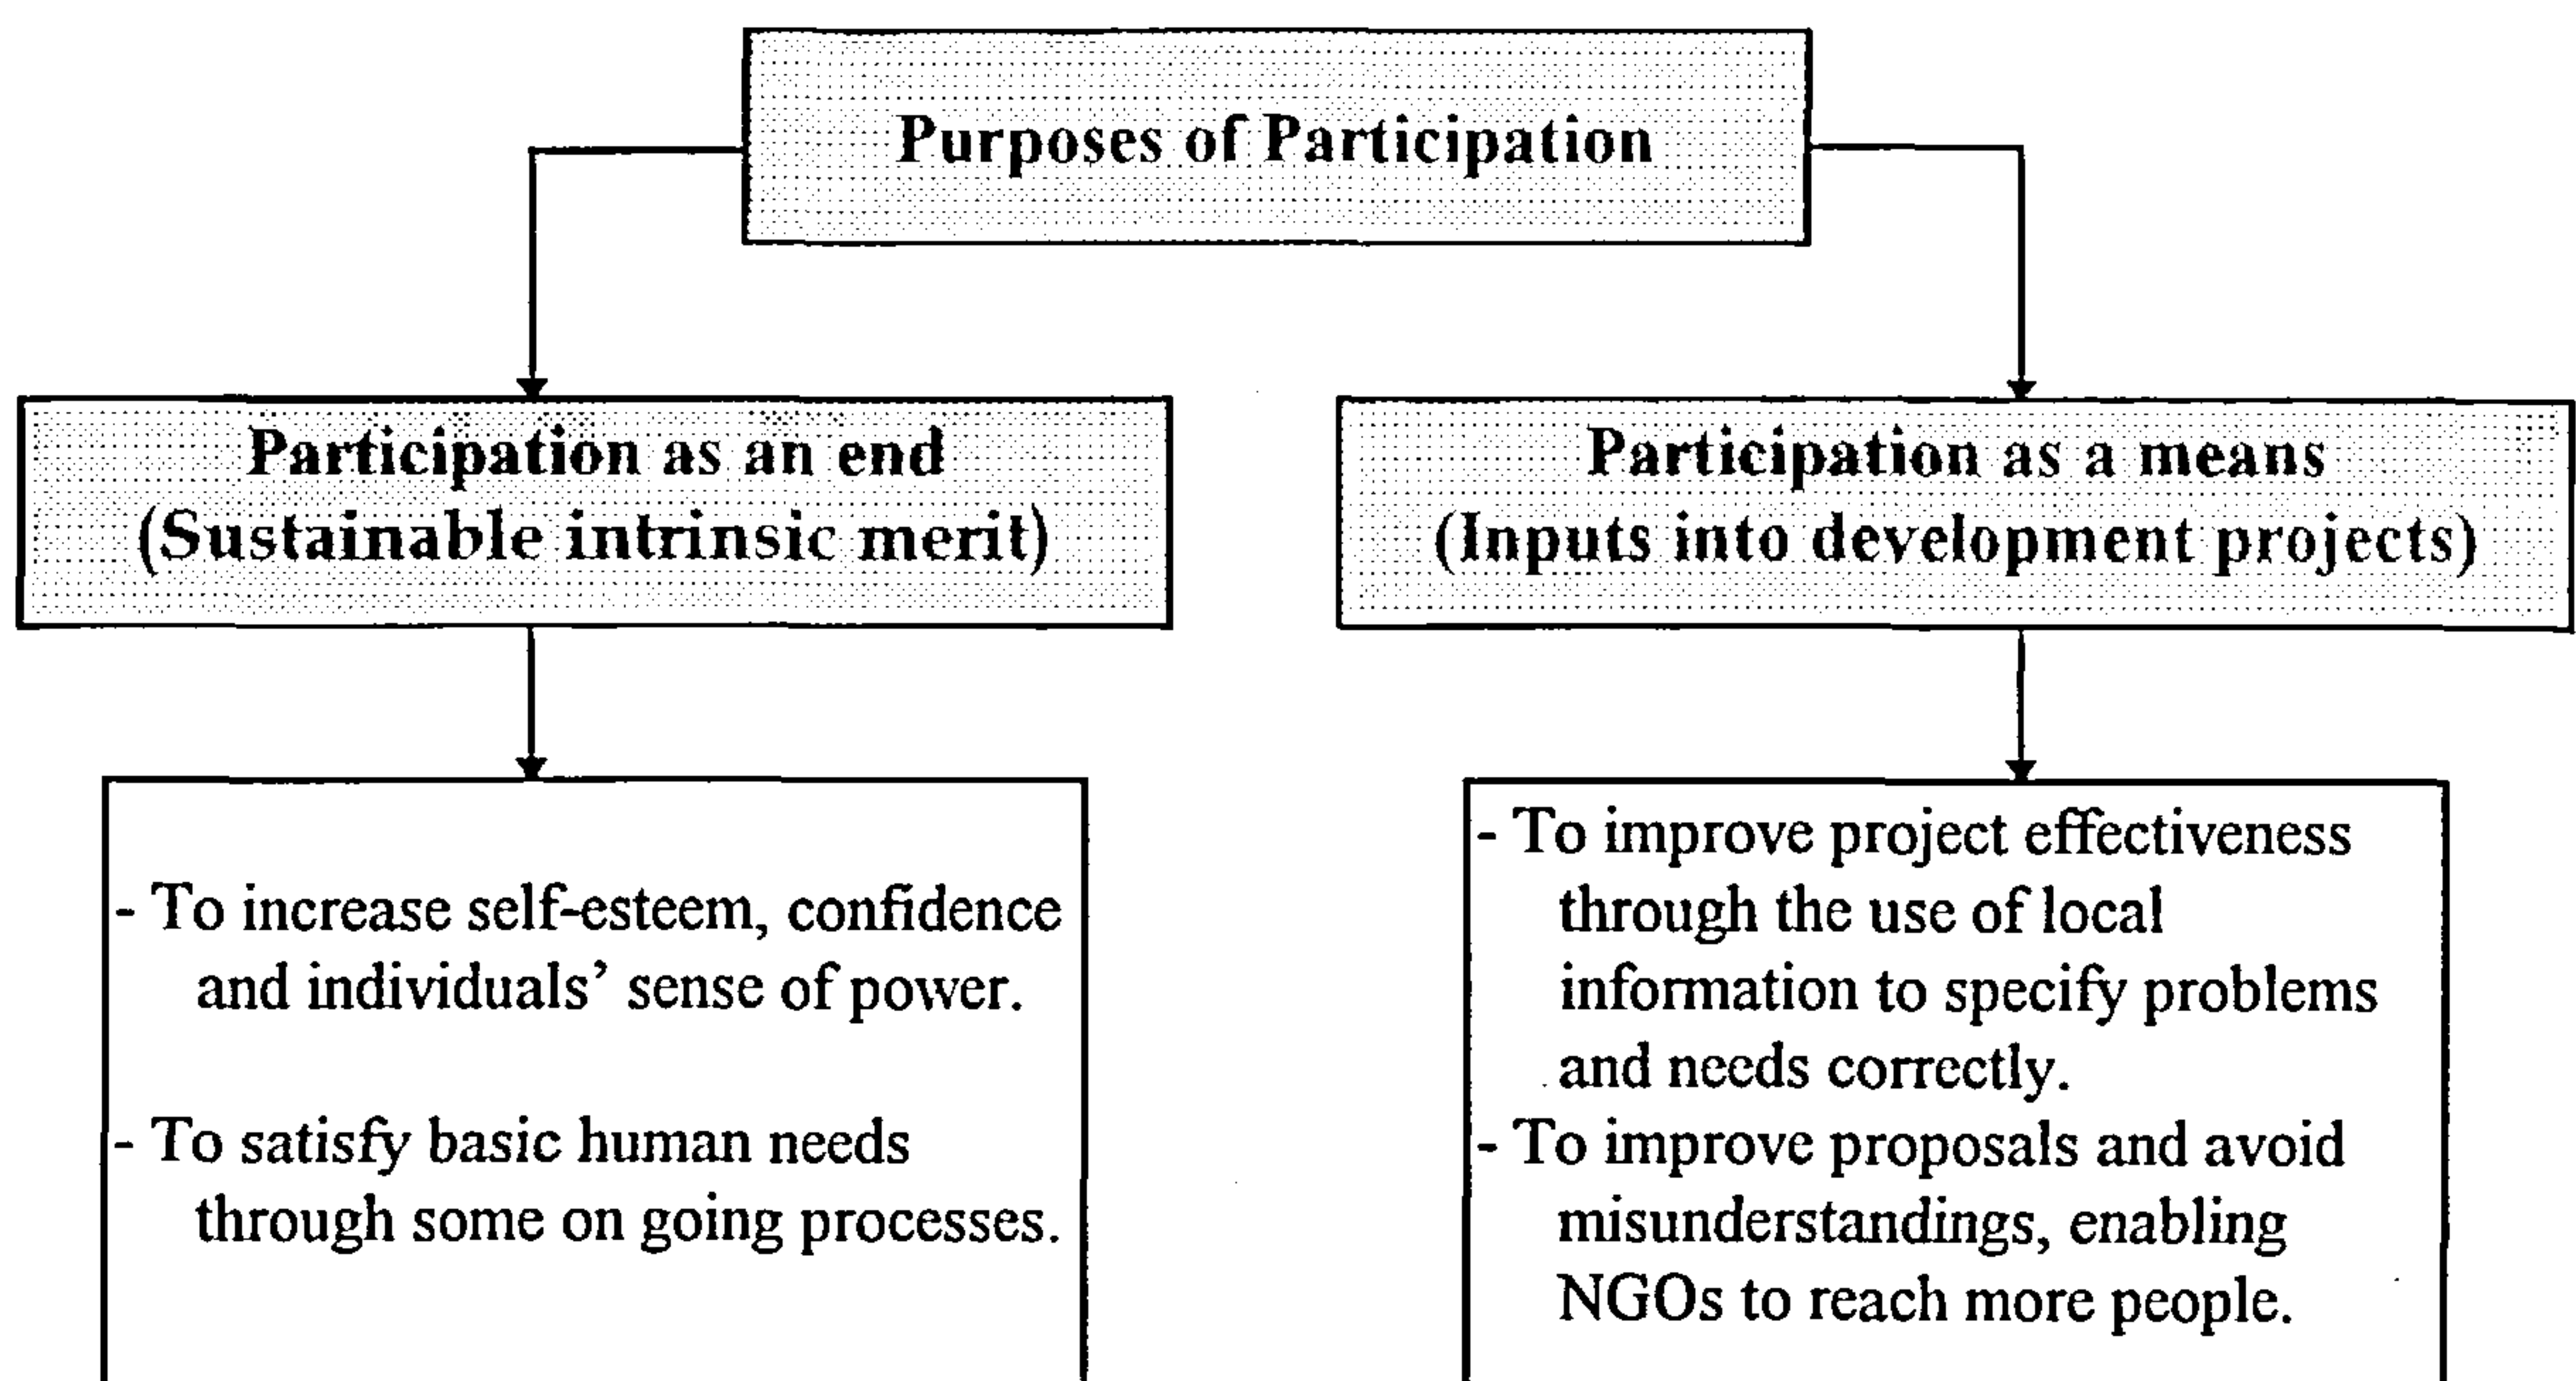 Purposes of Participation
Participation as an end
(Sustainable intrinsic merit)
Participation as a means
(Inputs into development projects)
- To increase self-esteem, confidence
and individuals’ sense of power.
- To satisfy basic human needs
through some on going processes.
- To improve project effectiveness
through the use of local
information to specify problems
and needs correctly.
- To improve proposals and avoid
misunderstandings, enabling
NGOs to reach more people.